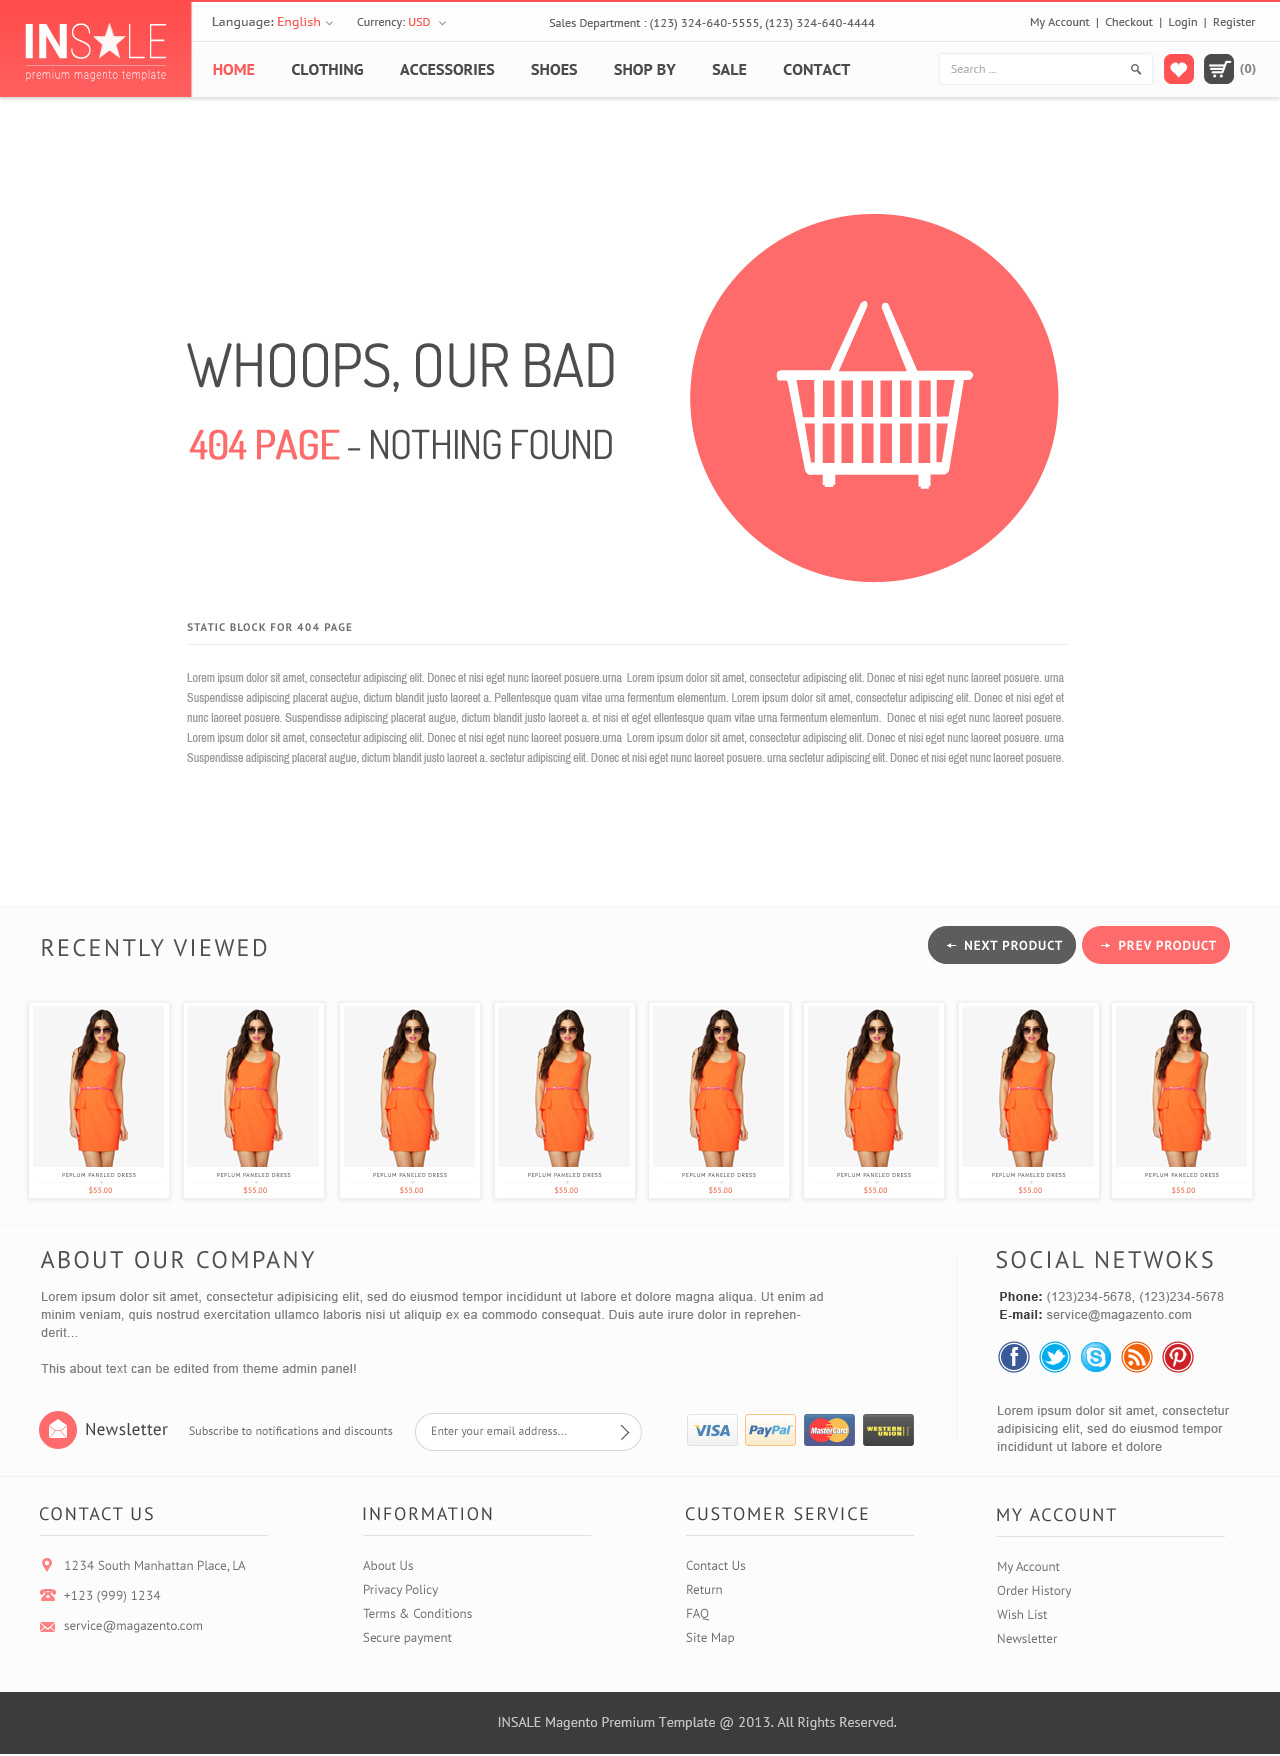 Language: English
Currency: USD
Sales Department : (123) 324-640-5555, (123) 324-640-4444
My Account | Checkout | Login | Register
INSALE
premium magento template
HOME CLOTHING ACCESSORIES SHOES SHOP BY SALE CONTACT
Search ...
(0)
WHOOPS, OUR BAD
404 PAGE - NOTHING FOUND
STATIC BLOCK FOR 404 PAGE
Lorem ipsum dolor sit amet, consectetur adipiscing elit. Donec et nisi eget nunc laoreet posuere.urna Lorem ipsum dolor sit amet, consectetur adipiscing elit. Donec et nisi eget nunc laoreet posuere. urna
Suspendisse adipiscing placerat augue, dictum blandit justo laoreet a. Pellentesque quam vitae urna fermentum elementum. Lorem ipsum dolor sit amet, consectetur adipiscing elit. Donec et nisi eget et
nunc laoreet posuere. Suspendisse adipiscing placerat augue, dictum blandit justo laoreet a. et nisi et eget ellentesque quam vitae urna fermentum elementum. Donec et nisi eget nunc laoreet posuere.
Lorem ipsum dolor sit amet, consectetur adipiscing elit. Donec et nisi eget nunc laoreet posuere.urna Lorem ipsum dolor sit amet, consectetur adipiscing elit. Donec et nisi eget nunc laoreet posuere. urna
Suspendisse adipiscing placerat augue, dictum blandit justo laoreet a. sectetur adipiscing elit. Donec et nisi eget nunc laoreet posuere. urna sectetur adipiscing elit. Donec et nisi eget nunc laoreet posuere.
RECENTLY VIEWED
← NEXT PRODUCT
→ PREV PRODUCT
PEPLUM PANELED DRESS
$55.00
PEPLUM PANELED DRESS
$55.00
PEPLUM PANELED DRESS
$55.00
PEPLUM PANELED DRESS
$55.00
PEPLUM PANELED DRESS
$55.00
PEPLUM PANELED DRESS
$55.00
PEPLUM PANELED DRESS
$55.00
PEPLUM PANELED DRESS
$55.00
ABOUT OUR COMPANY
Lorem ipsum dolor sit amet, consectetur adipisicing elit, sed do eiusmod tempor incididunt ut labore et dolore magna aliqua. Ut enim ad
minim veniam, quis nostrud exercitation ullamco laboris nisi ut aliquip ex ea commodo consequat. Duis aute irure dolor in reprehen-
derit...
This about text can be edited from theme admin panel!
Newsletter
Subscribe to notifications and discounts
Enter your email address...
VISA
PayPal
MasterCard
WESTERN
UNION
SOCIAL NETWOKS
Phone: (123)234-5678, (123)234-5678
E-mail: service@magazento.com
Lorem ipsum dolor sit amet, consectetur
adipisicing elit, sed do eiusmod tempor
incididunt ut labore et dolore
CONTACT US
1234 South Manhattan Place, LA
+123 (999) 1234
service@magazento.com
INFORMATION
About Us
Privacy Policy
Terms & Conditions
Secure payment
CUSTOMER SERVICE
Contact Us
Return
FAQ
Site Map
MY ACCOUNT
My Account
Order History
Wish List
Newsletter
INSALE Magento Premium Template @ 2013. All Rights Reserved.